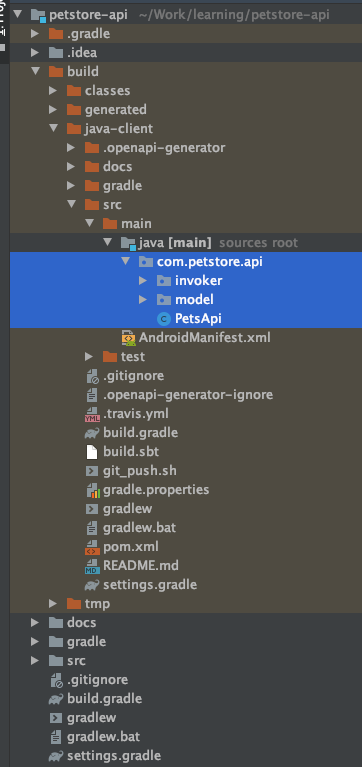 petstore-api ~/Work/learning/petstore-api
.gradle
.idea
build
classes
generated
java-client
.openapi-generator
docs
gradle
src
main
java [main] sources root
com.petstore.api
invoker
model
PetsApi
AndroidManifest.xml
test
.gitignore
.openapi-generator-ignore
.travis.yml
build.gradle
build.sbt
git_push.sh
gradle.properties
gradlew
gradlew.bat
pom.xml
README.md
settings.gradle
tmp
docs
gradle
src
.gitignore
build.gradle
gradlew
gradlew.bat
settings.gradle